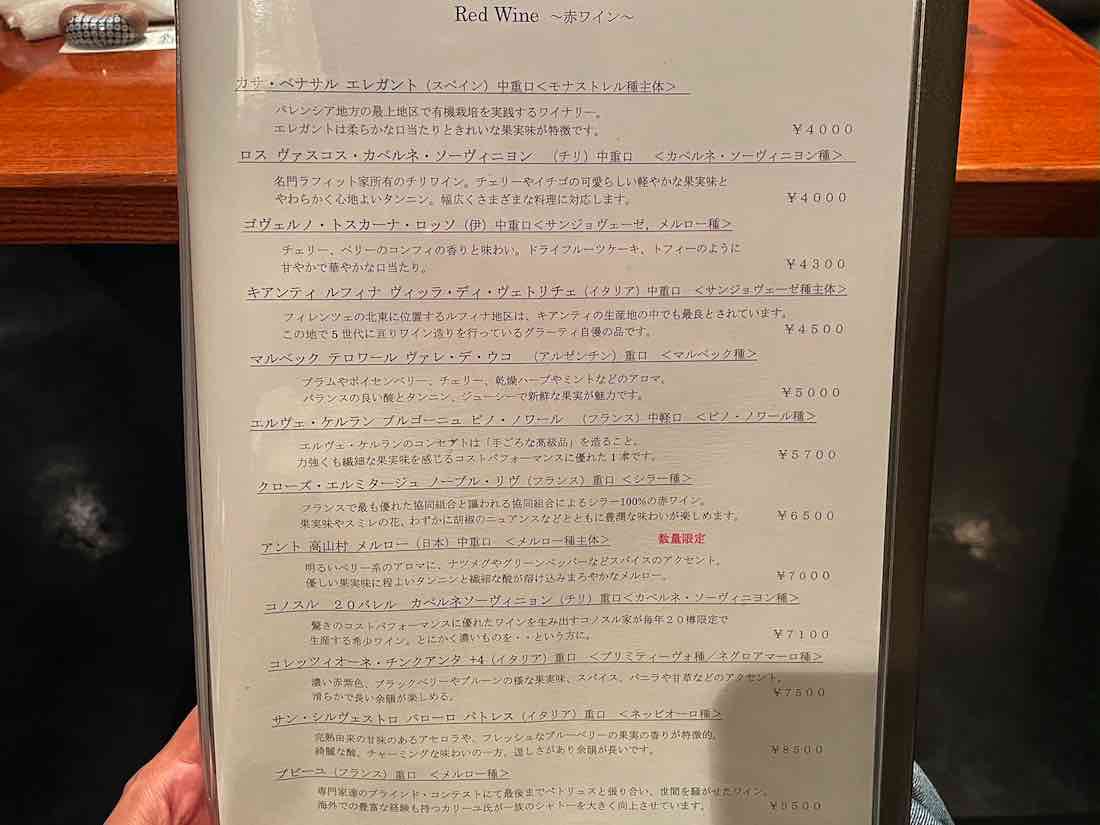 Red Wine ～赤ワイン～
カサ・ベナサル エレガント（スペイン）中重口＜モナストレル種主体＞
バレンシア地方の最上地区で有機栽培を実践するワイナリー。
エレガントは柔らかな口当たりときれいな果実味が特徴です。 ￥4000
ロス ヴァスコス・カベルネ・ソーヴィニヨン （チリ）中重口 ＜カベルネ・ソーヴィニヨン種＞
名門ラフィット家所有のチリワイン。チェリーやイチゴの可愛らしい軽やかな果実味と
やわらかく心地よいタンニン。幅広くさまざまな料理に対応します。 ￥4000
ゴヴェルノ・トスカーナ・ロッソ（伊）中重口＜サンジョヴェーゼ，メルロー種＞
チェリー、ベリーのコンフィの香りと味わい。ドライフルーツケーキ、トフィーのように
甘やかで華やかな口当たり。 ￥4300
キアンティ ルフィナ ヴィッラ・ディ・ヴェトリチェ（イタリア）中重口 ＜サンジョヴェーゼ種主体＞
フィレンツェの北東に位置するルフィナ地区は、キアンティの生産地の中でも最良とされています。
この地で５世代に亘りワイン造りを行っているグラーティ自慢の品です。 ￥4500
マルベック テロワール ヴァレ・デ・ウコ （アルゼンチン）重口 ＜マルベック種＞
プラムやボイセンベリー、チェリー、乾燥ハーブやミントなどのアロマ。
バランスの良い酸とタンニン、ジューシーで新鮮な果実が魅力です。 ￥5000
エルヴェ・ケルラン ブルゴーニュ ピノ・ノワール （フランス）中軽口 ＜ピノ・ノワール種＞
エルヴェ・ケルランのコンセプトは「手ごろな高級品」を造ること。
力強くも繊細な果実味を感じるコストパフォーマンスに優れた１本です。 ￥5700
クローズ・エルミタージュ ノーブル・リヴ（フランス）重口 ＜シラー種＞
フランスで最も優れた協同組合と謳われる協同組合によるシラー100%の赤ワイン。
果実味やスミレの花、わずかに胡椒のニュアンスなどとともに豊潤な味わいが楽しめます。 ￥6500
アント 高山村 メルロー（日本）中重口 ＜メルロー種主体＞ 数量限定
明るいベリー系のアロマに、ナツメグやグリーンペッパーなどスパイスのアクセント。
優しい果実味に程よいタンニンと繊細な酸が溶け込みまろやかなメルロー。 ￥7000
コノスル ２０バレル カベルネソーヴィニョン（チリ）重口＜カベルネ・ソーヴィニヨン種＞
驚きのコストパフォーマンスに優れたワインを生み出すコノスル家が毎年２０樽限定で
生産する希少ワイン。とにかく濃いものを・・という方に。 ￥7100
コレッツィオーネ・チンクアンタ +4（イタリア）重口 ＜プリミティーヴォ種／ネグロアマーロ種＞
濃い赤紫色、ブラックベリーやプルーンの様な果実味、スパイス、バニラや甘草などのアクセント。
滑らかで長い余韻が楽しめる。 ￥7500
サン・シルヴェストロ バローロ パトレス（イタリア）重口 ＜ネッビオーロ種＞
完熟由来の甘味のあるアセロラや、フレッシュなブルーベリーの果実の香りが特徴的。
綺麗な酸、チャーミングな味わいの一方、逞しさがあり余韻が長いです。 ￥8500
プピーユ（フランス）重口 ＜メルロー種＞
専門家達のブラインド・コンテストにて最後までペトリュスと張り合い、世間を騒がせたワイン。
海外での豊富な経験も持つカリーユ氏が一族のシャトーを大きく向上させています。 ￥9500